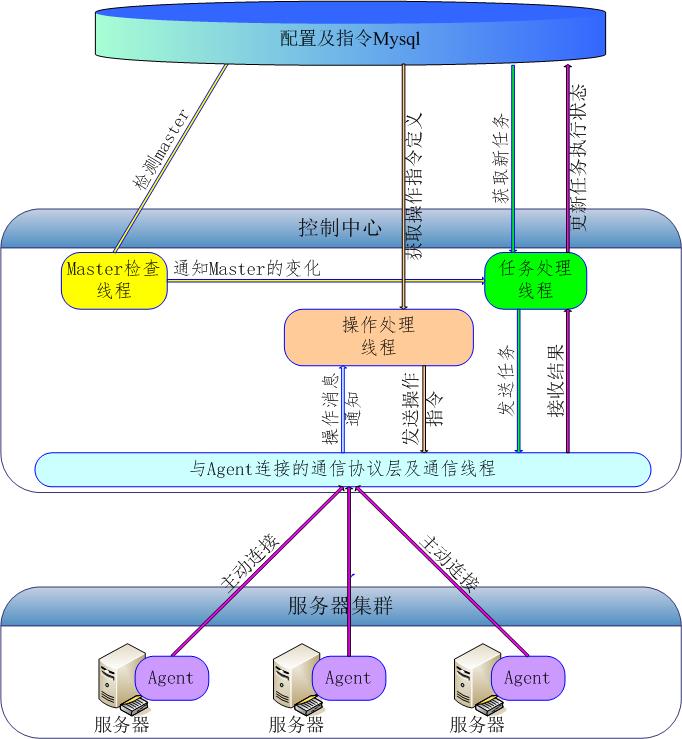 配置及指令Mysql
检测master
获取操作指令定义
获取新任务
更新任务执行状态
控制中心
Master检查
线程
通知Master的变化
任务处理
线程
操作处理
线程
操作消息
通知
发送操作
指令
发送任务
接收结果
与Agent连接的通信协议层及通信线程
主动连接
主动连接
服务器集群
Agent
Agent
Agent
服务器
服务器
服务器